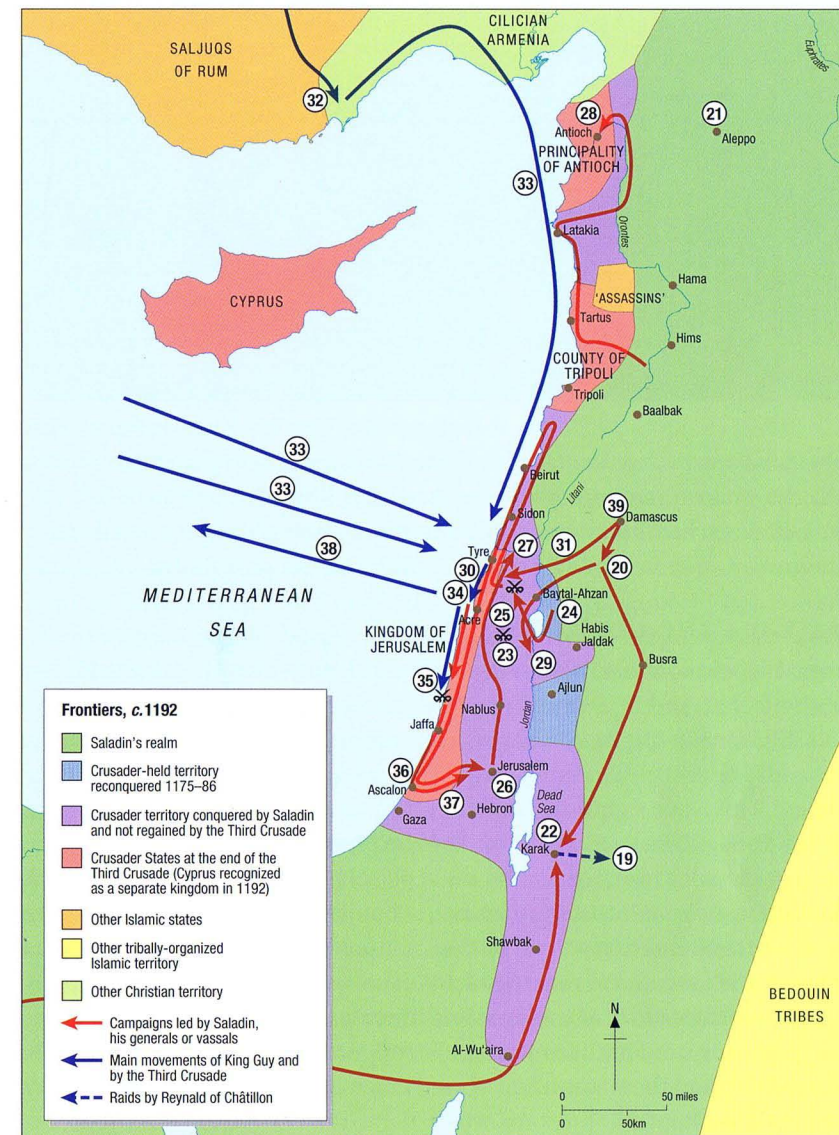 CILICIAN
ARMENIA
SALJUQS
OF RUM
Euphrates
32
28
21
Antioch
Aleppo
PRINCIPALITY
OF ANTIOCH
33
Orontes
Latakia
Hama
'ASSASSINS'
CYPRUS
Tartus
Hims
COUNTY OF
TRIPOLI
Tripoli
Baalbak
33
Beirut
Litani
33
Sidon
39
Damascus
38
Tyre
27
31
30
20
MEDITERRANEAN
SEA
34
Baytal-Ahzan
Acre
25
24
KINGDOM OF
JERUSALEM
23
Habis
Jaldak
29
Busra
35
Ajlun
Nablus
Jordan
Jaffa
36
Jerusalem
Ascalon
26
37
Dead
Sea
Hebron
Gaza
22
Karak
19
Shawbak
BEDOUIN
TRIBES
Al-Wu'aira
N
0
50 miles
0
50km
Frontiers, c.1192
Saladin's realm
Crusader-held territory
reconquered 1175–86
Crusader territory conquered by Saladin
and not regained by the Third Crusade
Crusader States at the end of the
Third Crusade (Cyprus recognized
as a separate kingdom in 1192)
Other Islamic states
Other tribally-organized
Islamic territory
Other Christian territory
Campaigns led by Saladin,
his generals or vassals
Main movements of King Guy and
by the Third Crusade
Raids by Reynald of Châtillon